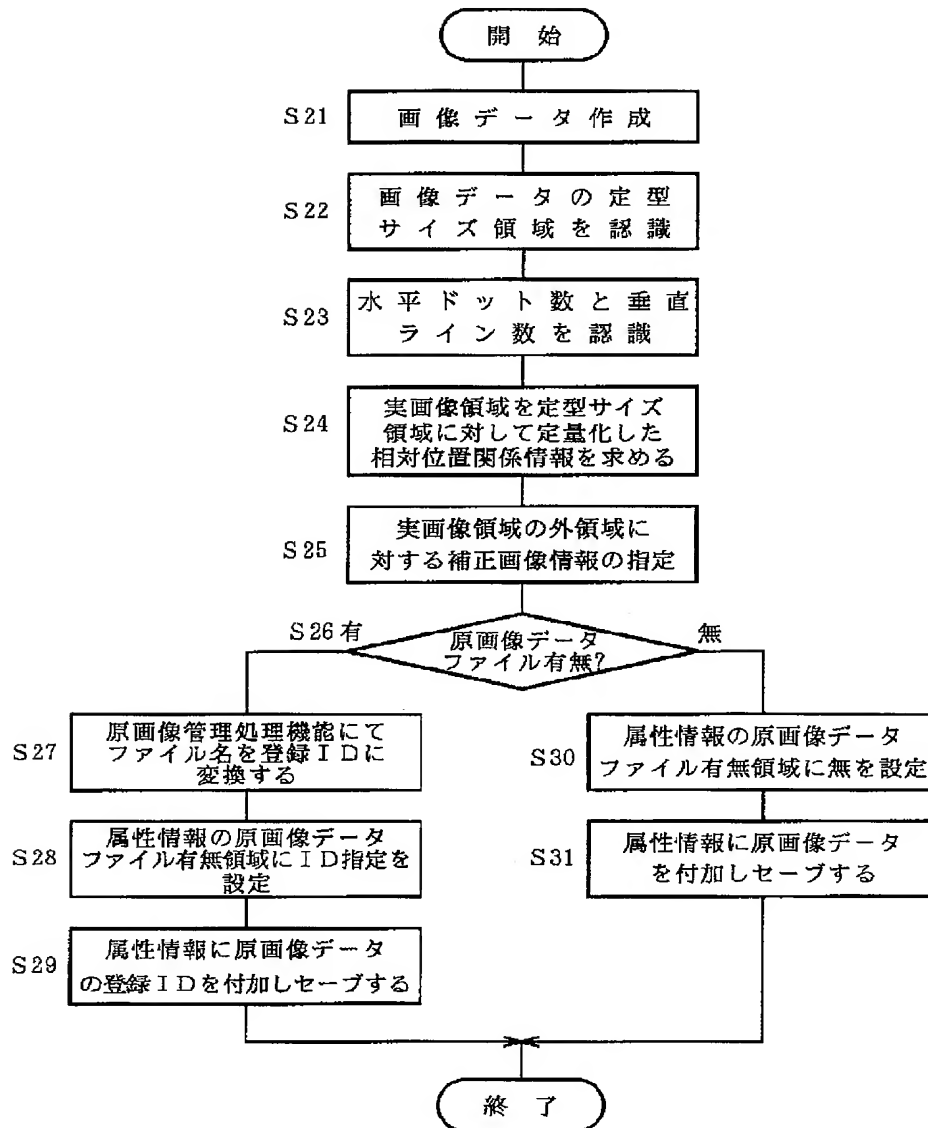 開始
S21
画像データ作成
S22
画像データの定型
サイズ領域を認識
S23
水平ドット数と垂直
ライン数を認識
S24
実画像領域を定型サイズ
領域に対して定量化した
相対位置関係情報を求める
S25
実画像領域の外領域に
対する補正画像情報の指定
S26有
原画像データ
ファイル有無?
無
S27
原画像管理処理機能にて
ファイル名を登録IDに
変換する
S28
属性情報の原画像データ
ファイル有無領域にID指定を
設定
S29
属性情報に原画像データ
の登録IDを付加しセーブする
S30
属性情報の原画像データ
ファイル有無領域に無を設定
S31
属性情報に原画像データ
を付加しセーブする
終了